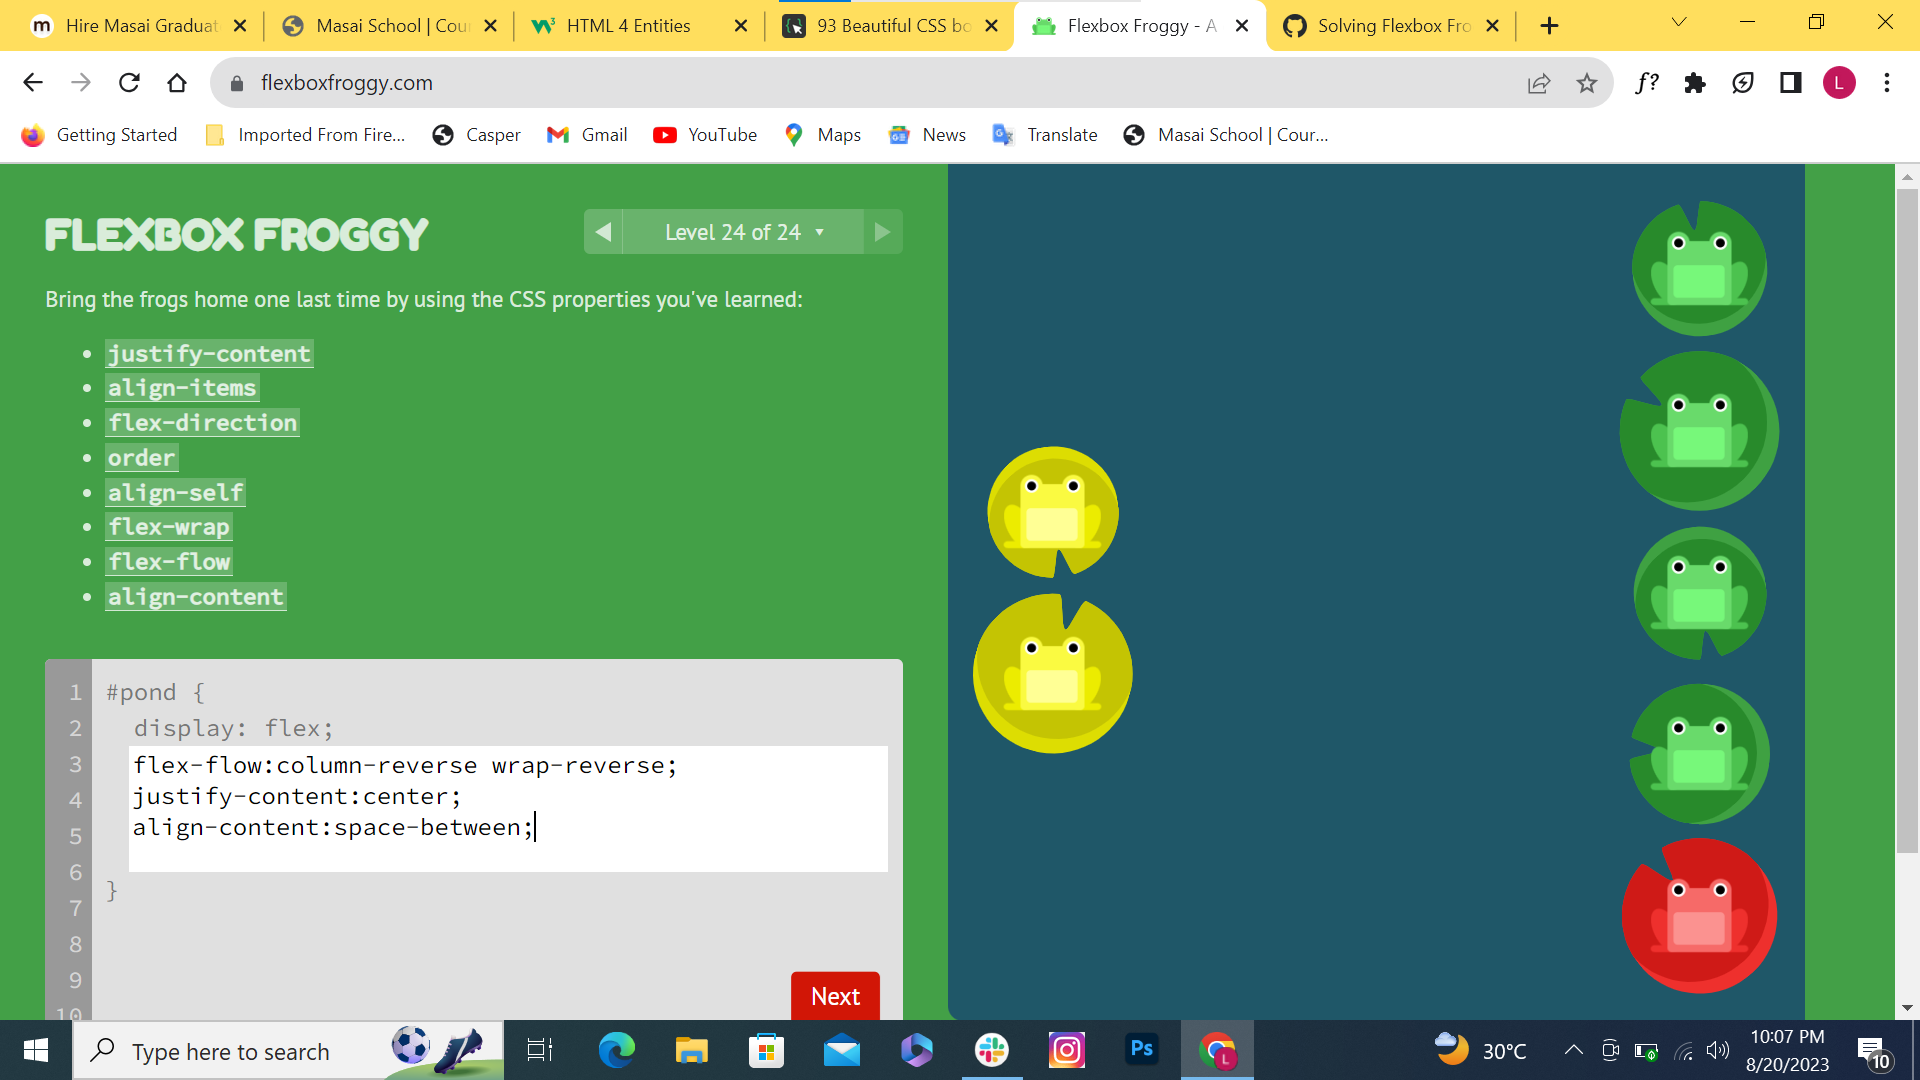 Hire Masai Graduat
Masai School | Cou
HTML 4 Entities
93 Beautiful CSS bo
Flexbox Froggy - A
Solving Flexbox Fro
flexboxfroggy.com
f?
L
Getting Started
Imported From Fire...
Casper
Gmail
YouTube
Maps
News
Translate
Masai School | Cour...
FLEXBOX FROGGY
Level 24 of 24
Bring the frogs home one last time by using the CSS properties you've learned:
justify-content
align-items
flex-direction
order
align-self
flex-wrap
flex-flow
align-content
1 #pond {
2 display: flex;
3 flex-flow:column-reverse wrap-reverse;
4 justify-content:center;
5 align-content:space-between;
6 }
7
8
9
10
Next
Type here to search
Ps
L
30°C
10:07 PM
8/20/2023
10